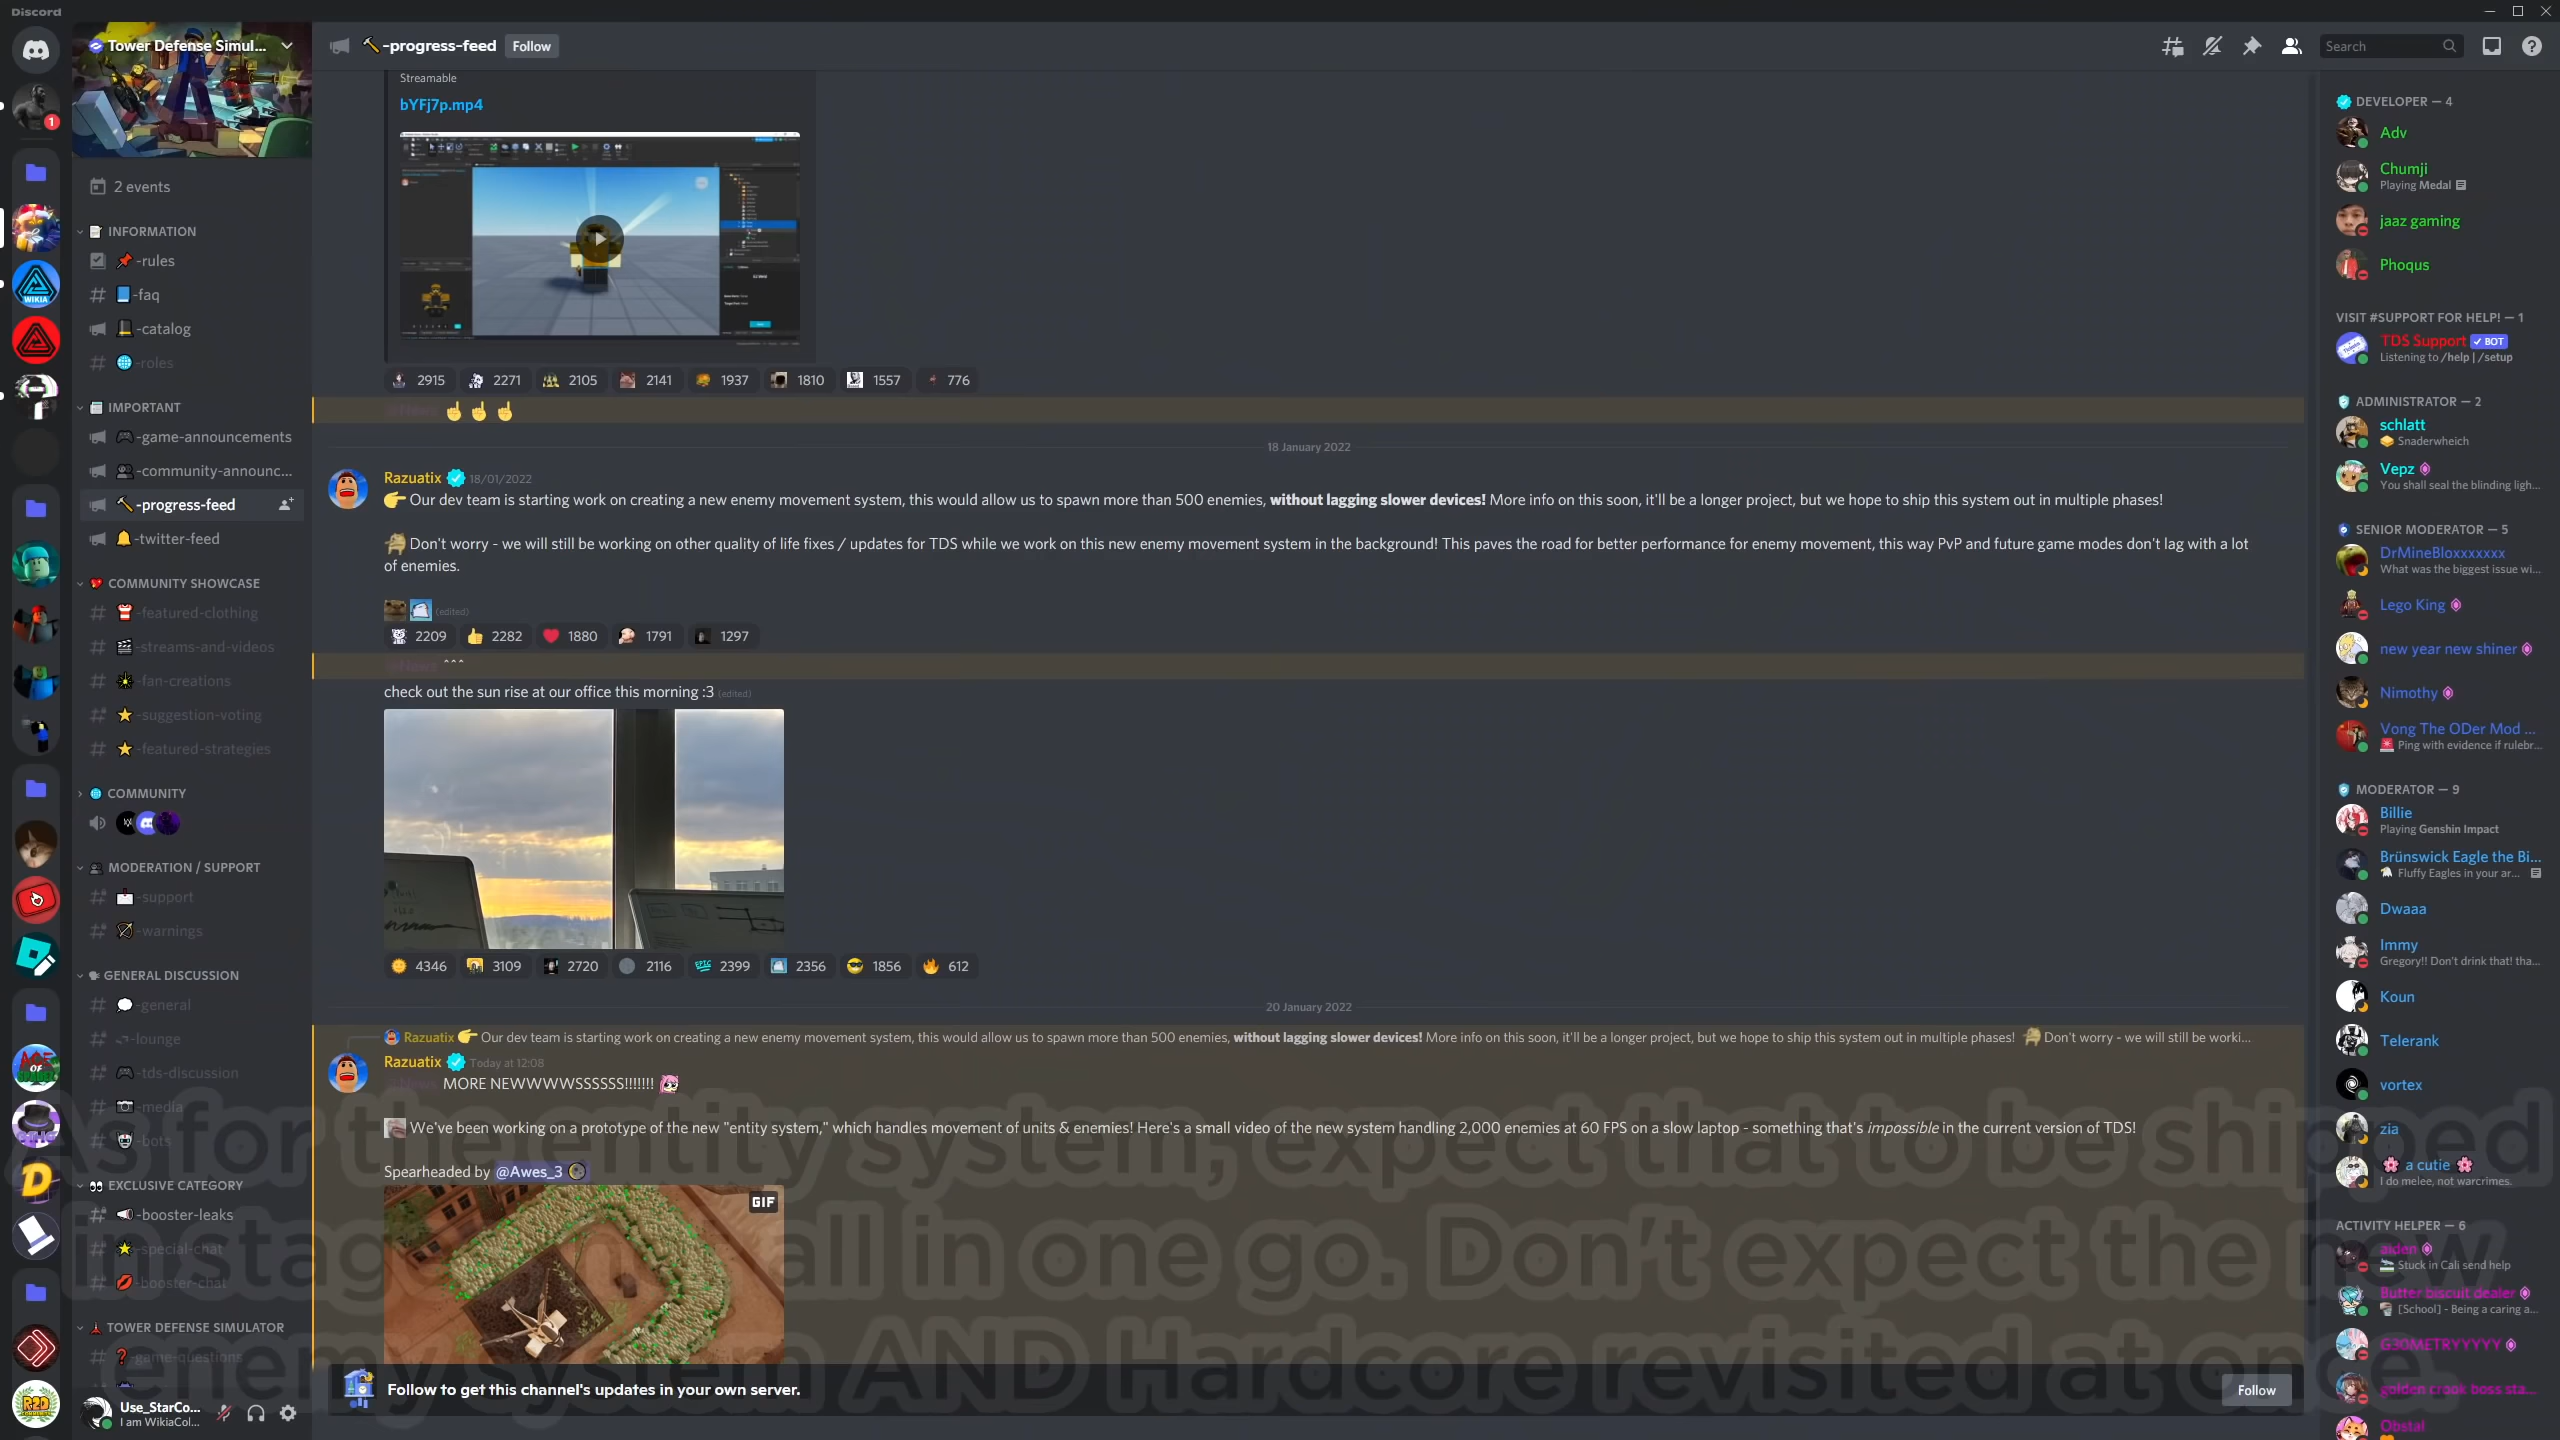 Discord
Tower Defense Simul...
2 events
INFORMATION
-rules
-faq
-catalog
-roles
IMPORTANT
-game-announcements
-community-announc...
-progress-feed
-twitter-feed
COMMUNITY SHOWCASE
-featured-clothing
-streams-and-videos
-fan-creations
-suggestion-voting
-featured-strategies
COMMUNITY
MODERATION / SUPPORT
-support
-warnings
GENERAL DISCUSSION
-general
-lounge
-tds-discussion
-media
-bots
EXCLUSIVE CATEGORY
-booster-leaks
-special-chat
-booster-chat
TOWER DEFENSE SIMULATOR
-game-questions
Use_StarCo...
I am WikiaCol...
WIKIA
1
-progress-feed
Follow
Search
Streamable
bYFj7p.mp4
2915 2271 2105 2141 1937 1810 1557 776
18 January 2022
Razuatix 18/01/2022
Our dev team is starting work on creating a new enemy movement system, this would allow us to spawn more than 500 enemies, without lagging slower devices! More info on this soon, it'll be a longer project, but we hope to ship this system out in multiple phases!
Don't worry - we will still be working on other quality of life fixes / updates for TDS while we work on this new enemy movement system in the background! This paves the road for better performance for enemy movement, this way PvP and future game modes don't lag with a lot
of enemies.
(edited)
2209 2282 1880 1791 1297
^^^
check out the sun rise at our office this morning :3 (edited)
4346 3109 2720 2116 2399 2356 1856 612
20 January 2022
Razuatix Our dev team is starting work on creating a new enemy movement system, this would allow us to spawn more than 500 enemies, without lagging slower devices! More info on this soon, it'll be a longer project, but we hope to ship this system out in multiple phases! Don't worry - we will still be worki...
Razuatix Today at 12:08
MORE NEWWWWSSSSSS!!!!!!!
We've been working on a prototype of the new "entity system," which handles movement of units & enemies! Here's a small video of the new system handling 2,000 enemies at 60 FPS on a slow laptop - something that's impossible in the current version of TDS!
Spearheaded by @Awes_3
GIF
Follow to get this channel's updates in your own server.
Follow
As for the entity system, expect that to be shipped
in all in one go. Don't expect the new
enemy system AND Hardcore revisited at once.
DEVELOPER — 4
Adv
Chumji
Playing Medal
jaaz gaming
Phoqus
VISIT #SUPPORT FOR HELP! — 1
TDS Support BOT
Listening to /help | /setup
ADMINISTRATOR — 2
schlatt
Snaderwheich
Vepz
You shall seal the blinding ligh...
SENIOR MODERATOR — 5
DrMineBloxxxxxxx
What was the biggest issue wi...
Lego King
new year new shiner
Nimothy
Vong The ODer Mod ...
Ping with evidence if rulebr...
MODERATOR — 9
Billie
Playing Genshin Impact
Brünswick Eagle the Bi...
Fluffy Eagles in your ar...
Dwaaa
Immy
Gregory!! Don't drink that! tha...
Koun
Telerank
vortex
zia
a cutie
I do melee, not warcrimes.
ACTIVITY HELPER — 6
aiden
Stuck in Cali send help
Butter biscuit dealer
[School] - Being a caring a...
G30METRYYYYY
golden crook boss sta...
Obstal